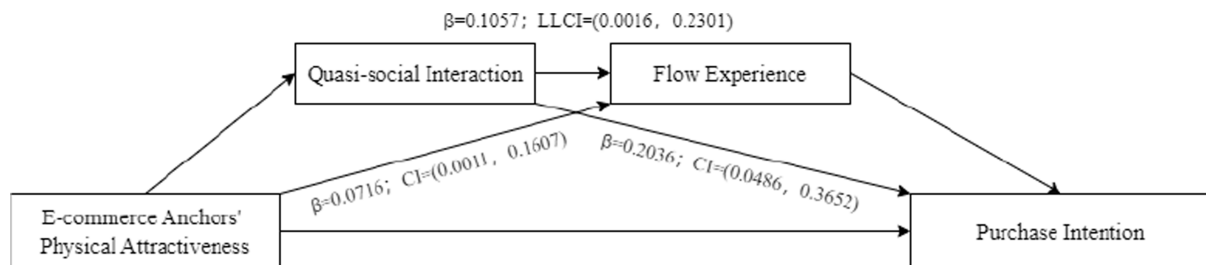 β=0.1057; LLCI=(0.0016, 0.2301)
Quasi-social Interaction
Flow Experience
β=0.0716; CI=(0.0011, 0.1607)
β=0.2036; CI=(0.0486, 0.3652)
E-commerce Anchors'
Physical Attractiveness
Purchase Intention